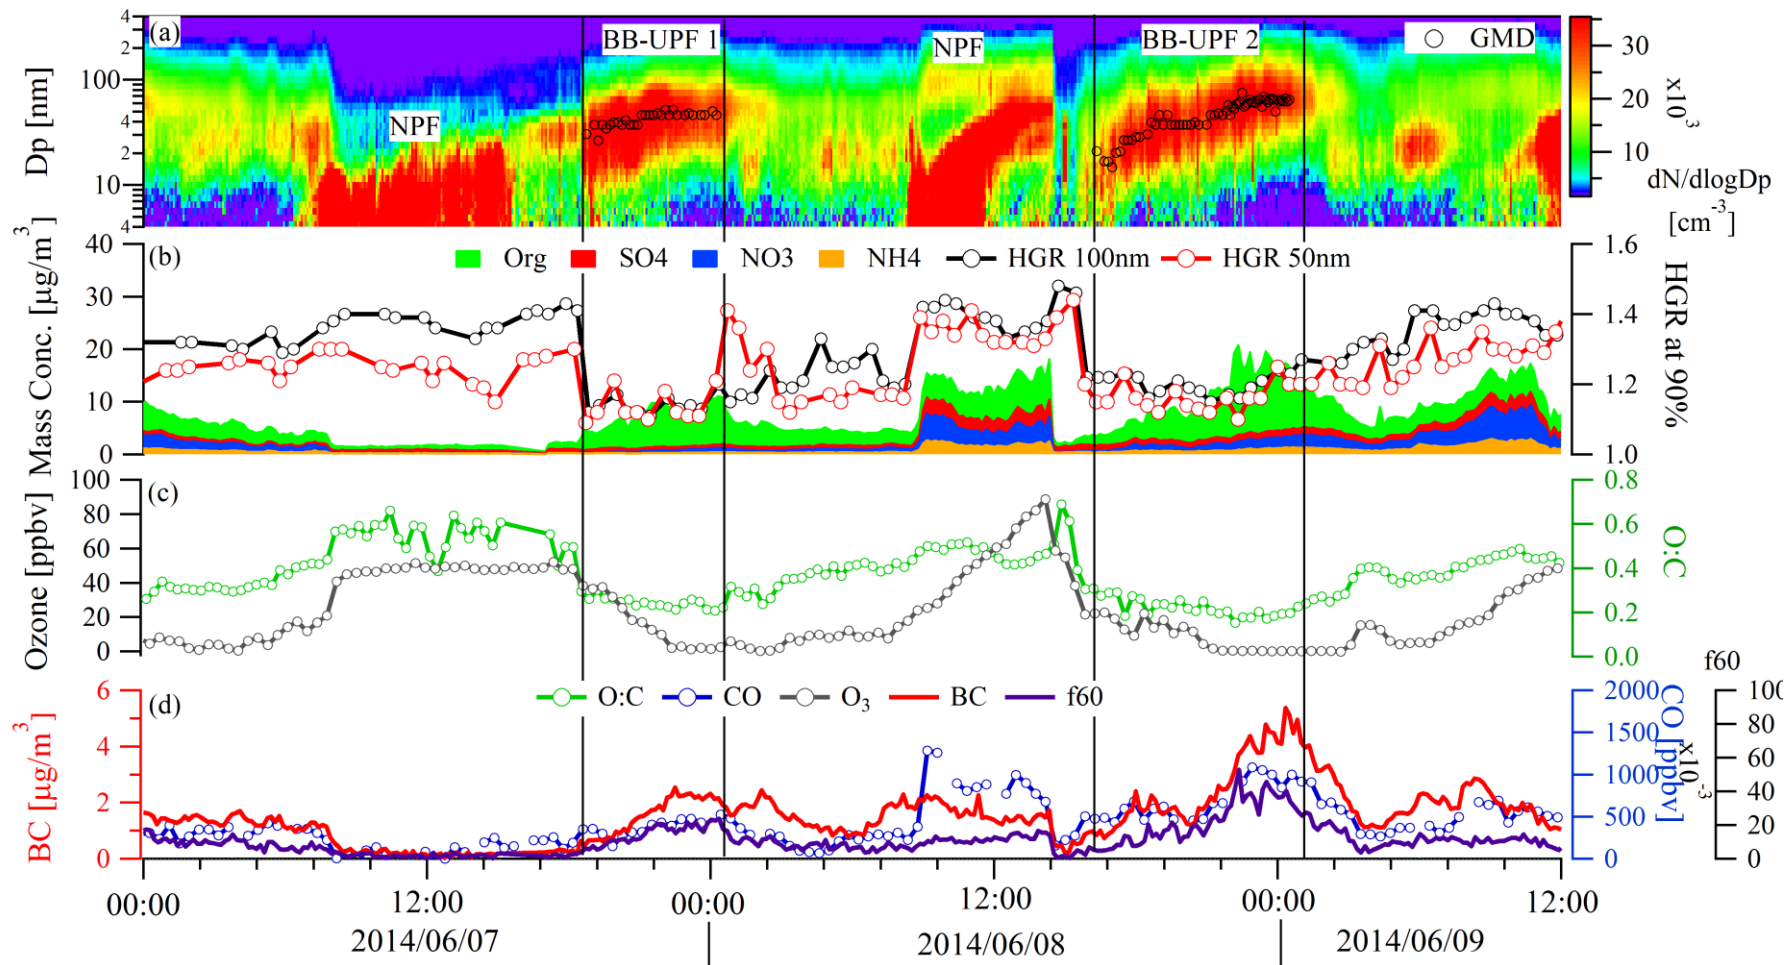 (a)
BB-UPF 1
NPF
BB-UPF 2
GMD
NPF
Dp [nm]
4
2
100
4
2
10
4
30
20
10
x10³
dN/dlogDp
[cm⁻³]
(b)
Org
SO4
NO3
NH4
HGR 100nm
HGR 50nm
Mass Conc. [µg/m³]
40
30
20
10
0
1.6
1.4
1.2
1.0
HGR at 90%
(c)
Ozone [ppbv]
100
80
60
40
20
0
0.8
0.6
0.4
0.2
0.0
O:C
(d)
O:C
CO
O₃
BC
f60
BC [µg/m³]
6
4
2
0
2000
1500
1000
500
0
CO [ppbv]
f60
80
60
40
20
0
x10⁻³
00:00
12:00
00:00
12:00
00:00
12:00
2014/06/07
2014/06/08
2014/06/09